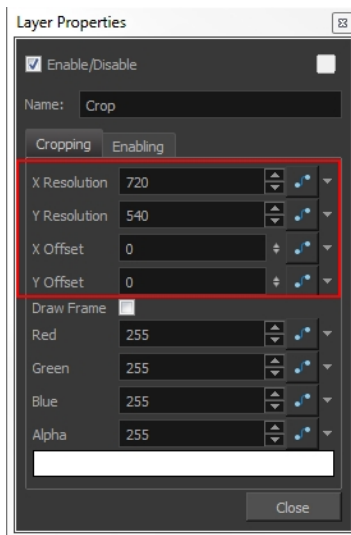 Layer Properties
Enable/Disable
Name: Crop
Cropping Enabling
X Resolution 720
Y Resolution 540
X Offset 0
Y Offset 0
Draw Frame
Red 255
Green 255
Blue 255
Alpha 255
Close